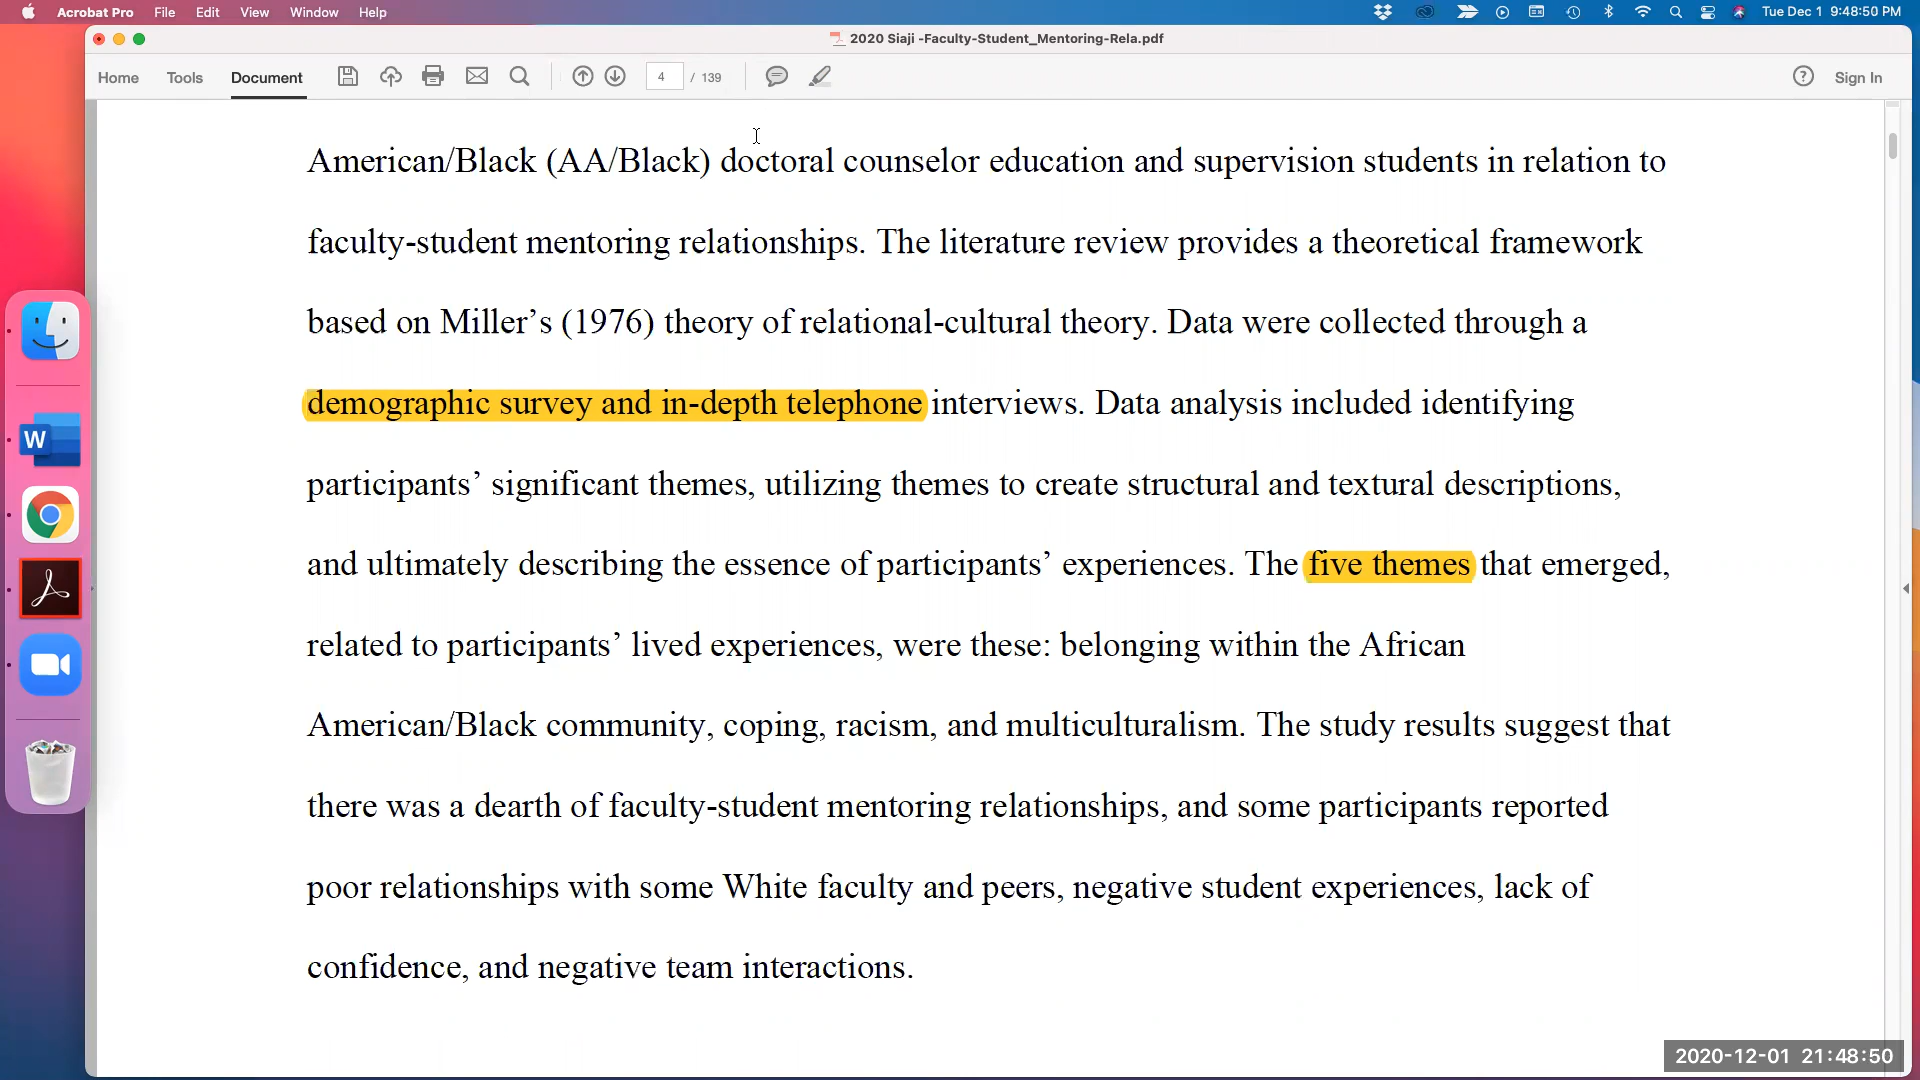 Acrobat Pro File Edit View Window Help Tue Dec 1 9:48:50 PM
2020 Siaji -Faculty-Student_Mentoring-Rela.pdf
Home Tools Document 4 / 139 Sign In
American/Black (AA/Black) doctoral counselor education and supervision students in relation to
faculty-student mentoring relationships. The literature review provides a theoretical framework
based on Miller’s (1976) theory of relational-cultural theory. Data were collected through a
demographic survey and in-depth telephone interviews. Data analysis included identifying
participants’ significant themes, utilizing themes to create structural and textural descriptions,
and ultimately describing the essence of participants’ experiences. The five themes that emerged,
related to participants’ lived experiences, were these: belonging within the African
American/Black community, coping, racism, and multiculturalism. The study results suggest that
there was a dearth of faculty-student mentoring relationships, and some participants reported
poor relationships with some White faculty and peers, negative student experiences, lack of
confidence, and negative team interactions.
W
2020-12-01 21:48:50